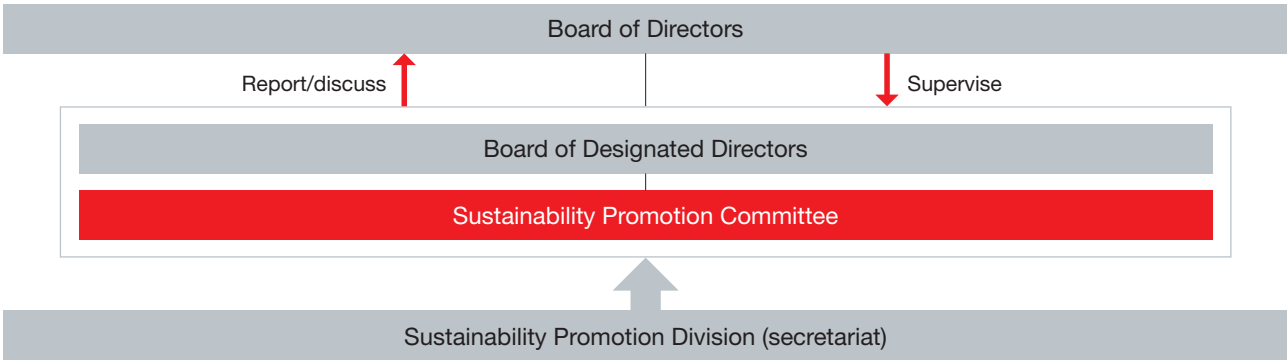 Board of Directors
Report/discuss
Supervise
Board of Designated Directors
Sustainability Promotion Committee
Sustainability Promotion Division (secretariat)